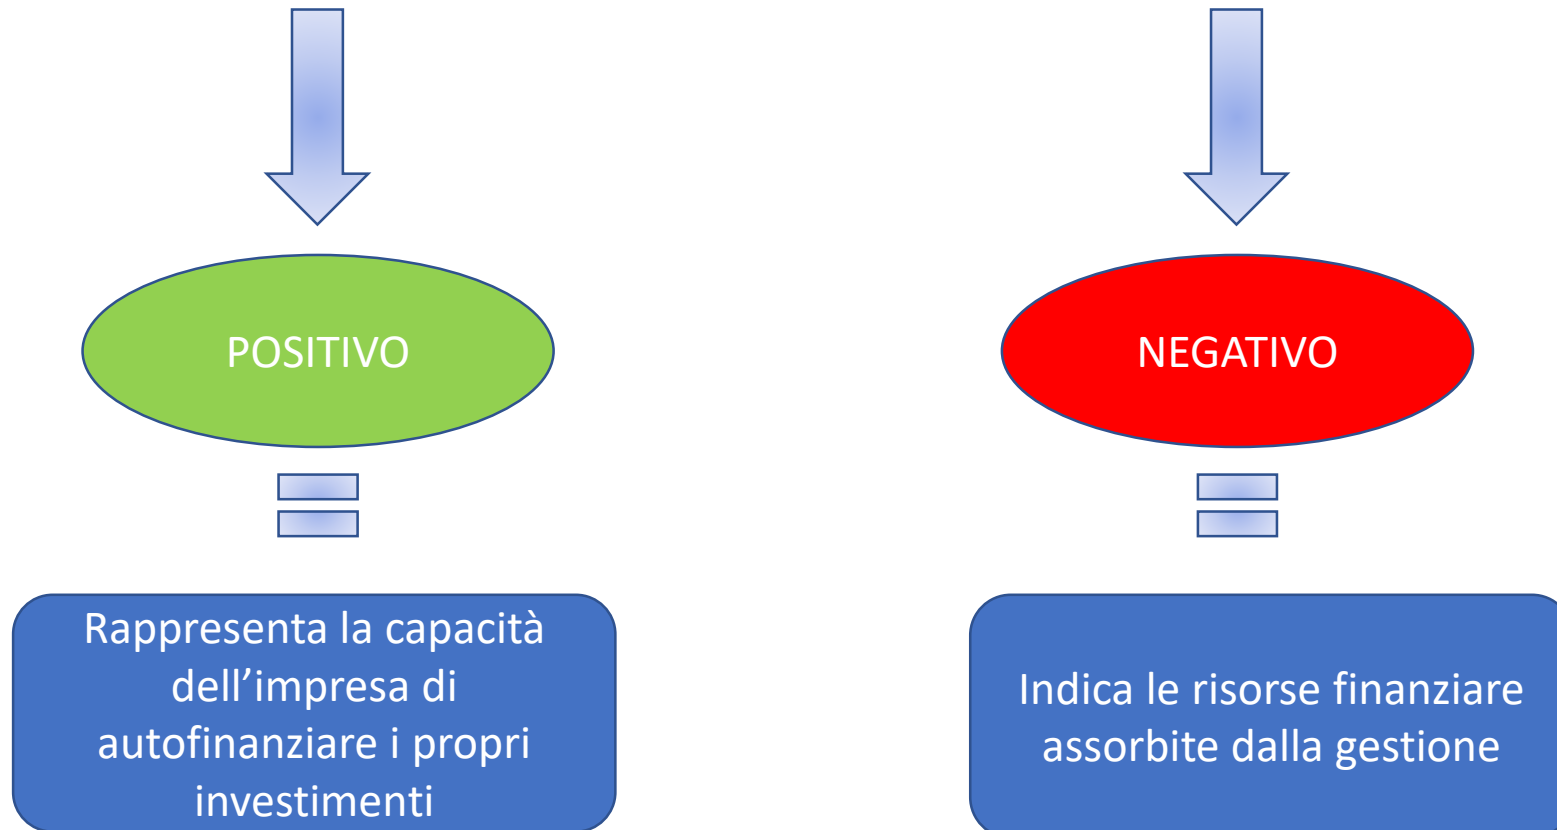 POSITIVO
NEGATIVO
Rappresenta la capacità
dell’impresa di
autofinanziare i propri
investimenti
Indica le risorse finanziare
assorbite dalla gestione